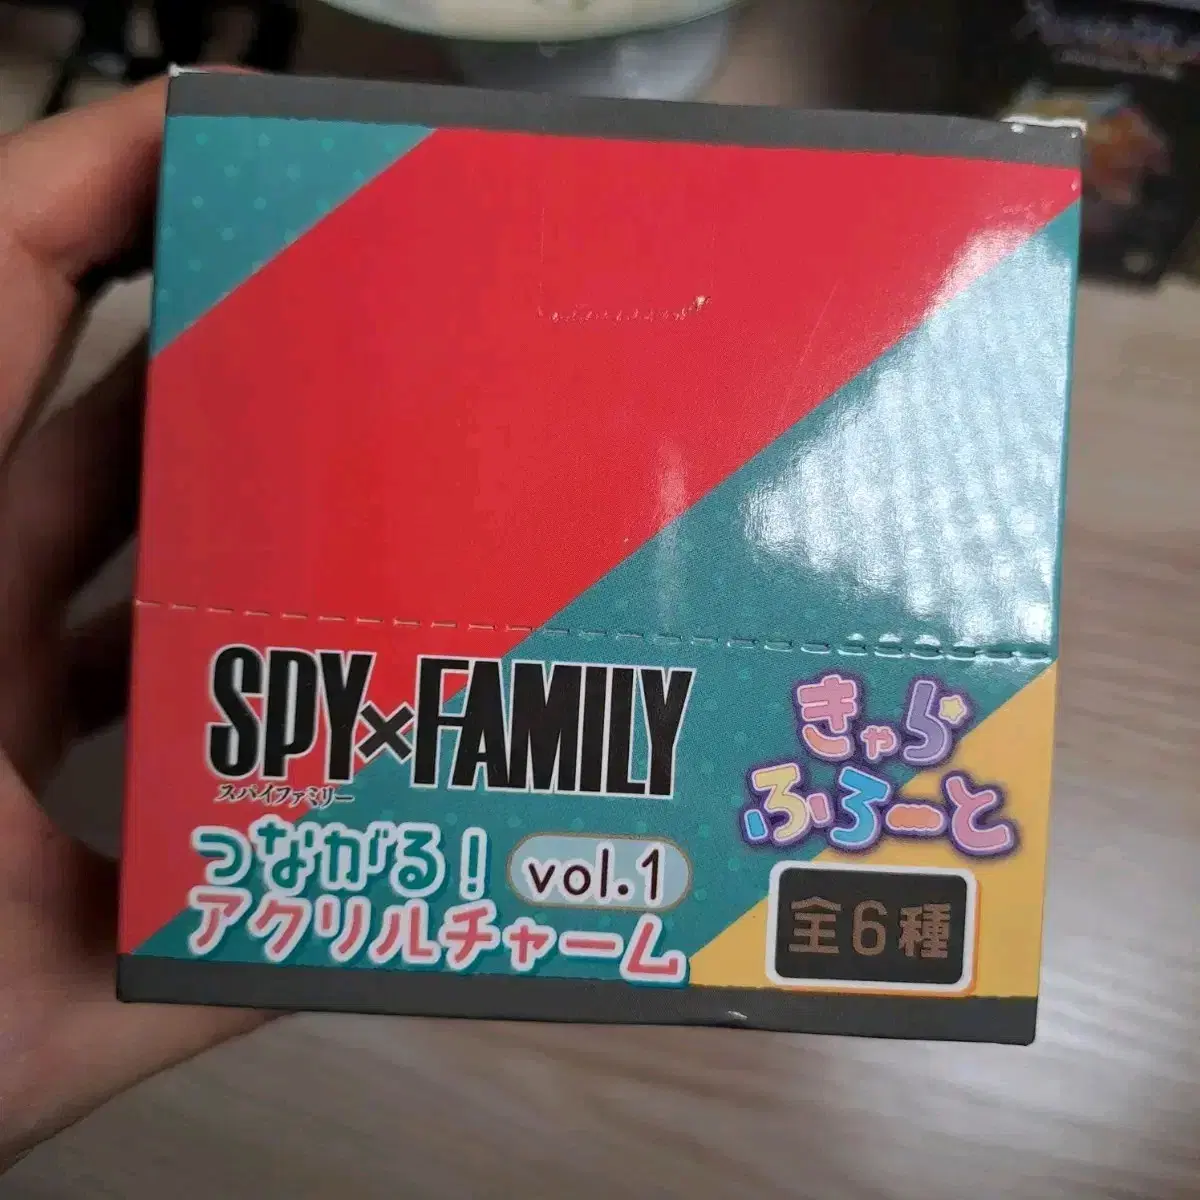 SPY×FAMILY
スパイファミリー
つながる! vol.1
アクリルチャーム
きゃら
ふろーと
全6種